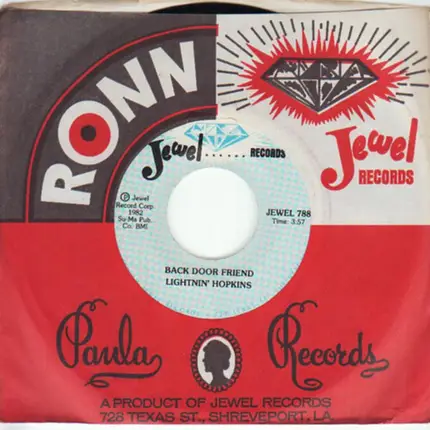 RONN
Jewel
RECORDS
Jewel........ RECORDS
℗ Jewel
Record Corp.
1982
Su-Ma Pub.
Co. BMI
JEWEL 788
Time: 3:57
BACK DOOR FRIEND
LIGHTNIN' HOPKINS
Paula Records
A PRODUCT OF JEWEL RECORDS
728 TEXAS ST., SHREVEPORT, LA.